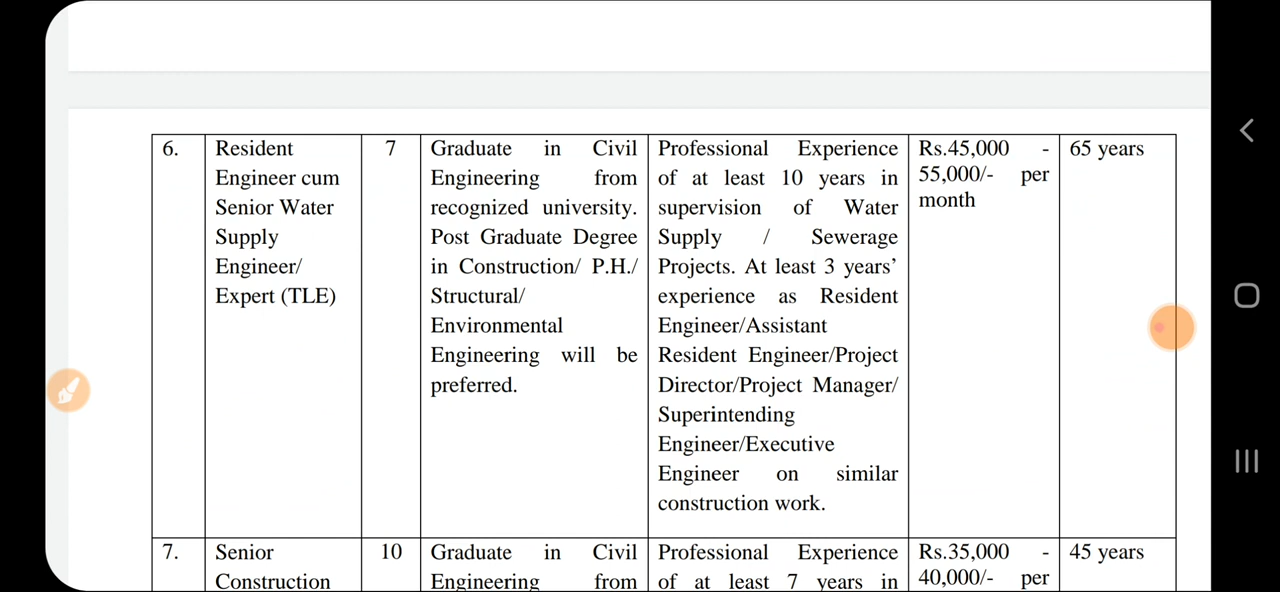 6.
Resident
Engineer cum
Senior Water
Supply
Engineer/
Expert (TLE)
7
Graduate in Civil
Engineering from
recognized university.
Post Graduate Degree
in Construction/ P.H./
Structural/
Environmental
Engineering will be
preferred.
Professional Experience
of at least 10 years in
supervision of Water
Supply / Sewerage
Projects. At least 3 years’
experience as Resident
Engineer/Assistant
Resident Engineer/Project
Director/Project Manager/
Superintending
Engineer/Executive
Engineer on similar
construction work.
Rs.45,000 -
55,000/- per
month
65 years
7.
Senior
Construction
10
Graduate in Civil
Engineering from
Professional Experience
of at least 7 years in
Rs.35,000 -
40,000/- per
45 years